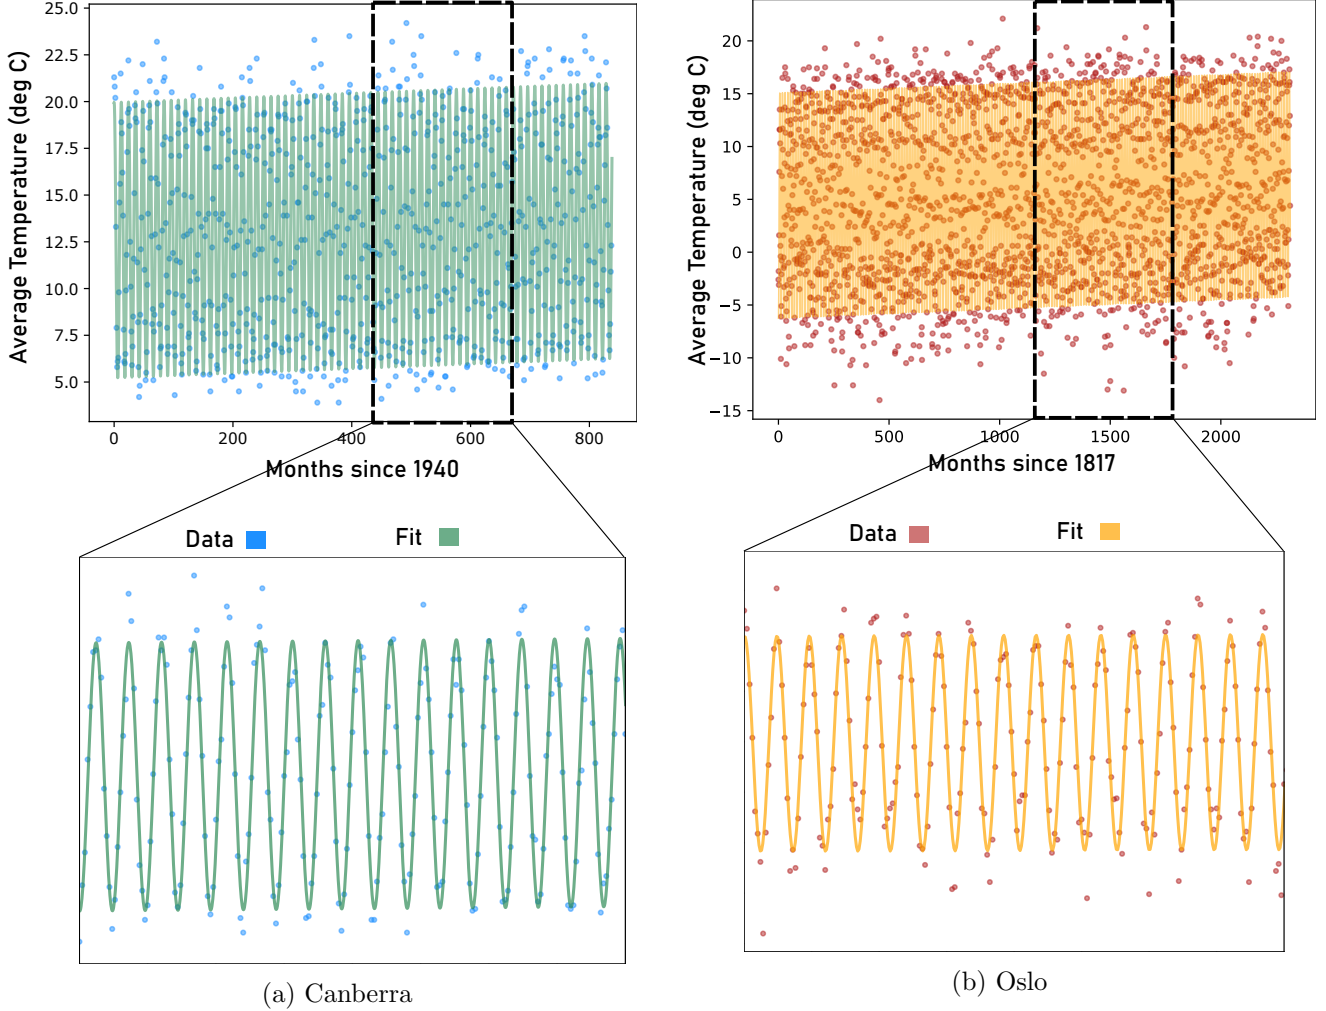 25.0
22.5
20.0
17.5
15.0
12.5
10.0
7.5
5.0
Average Temperature (deg C)
0 200 400 600 800
Months since 1940
Data Fit
(a) Canberra
20
15
10
5
0
−5
−10
−15
Average Temperature (deg C)
0 500 1000 1500 2000
Months since 1817
Data Fit
(b) Oslo